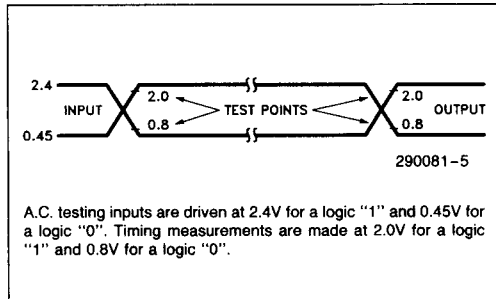 2.4 2.0 2.0
INPUT TEST POINTS OUTPUT
0.45 0.8 0.8
290081-5
A.C. testing inputs are driven at 2.4V for a logic "1" and 0.45V for
a logic "0". Timing measurements are made at 2.0V for a logic
"1" and 0.8V for a logic "0".